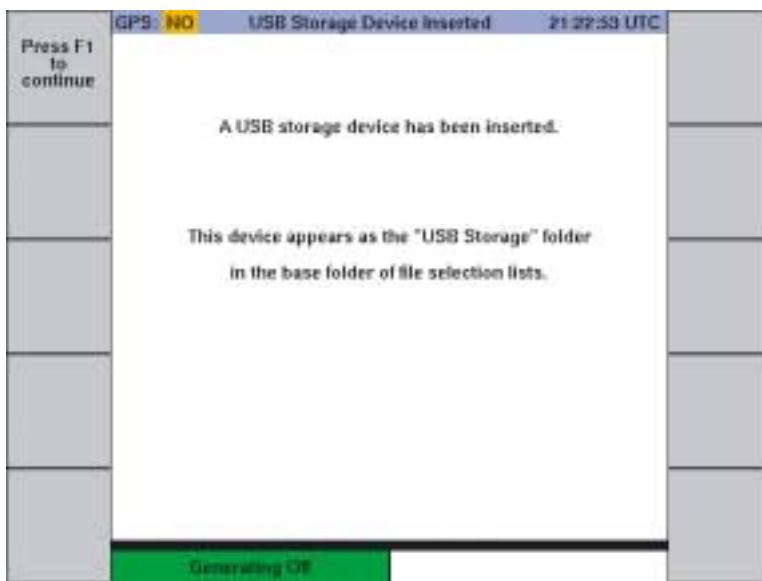 Press F1
to
continue
GPS: NO USB Storage Device Inserted 21:22:53 UTC
A USB storage device has been inserted.
This device appears as the "USB Storage" folder
in the base folder of file selection lists.
Generating Off